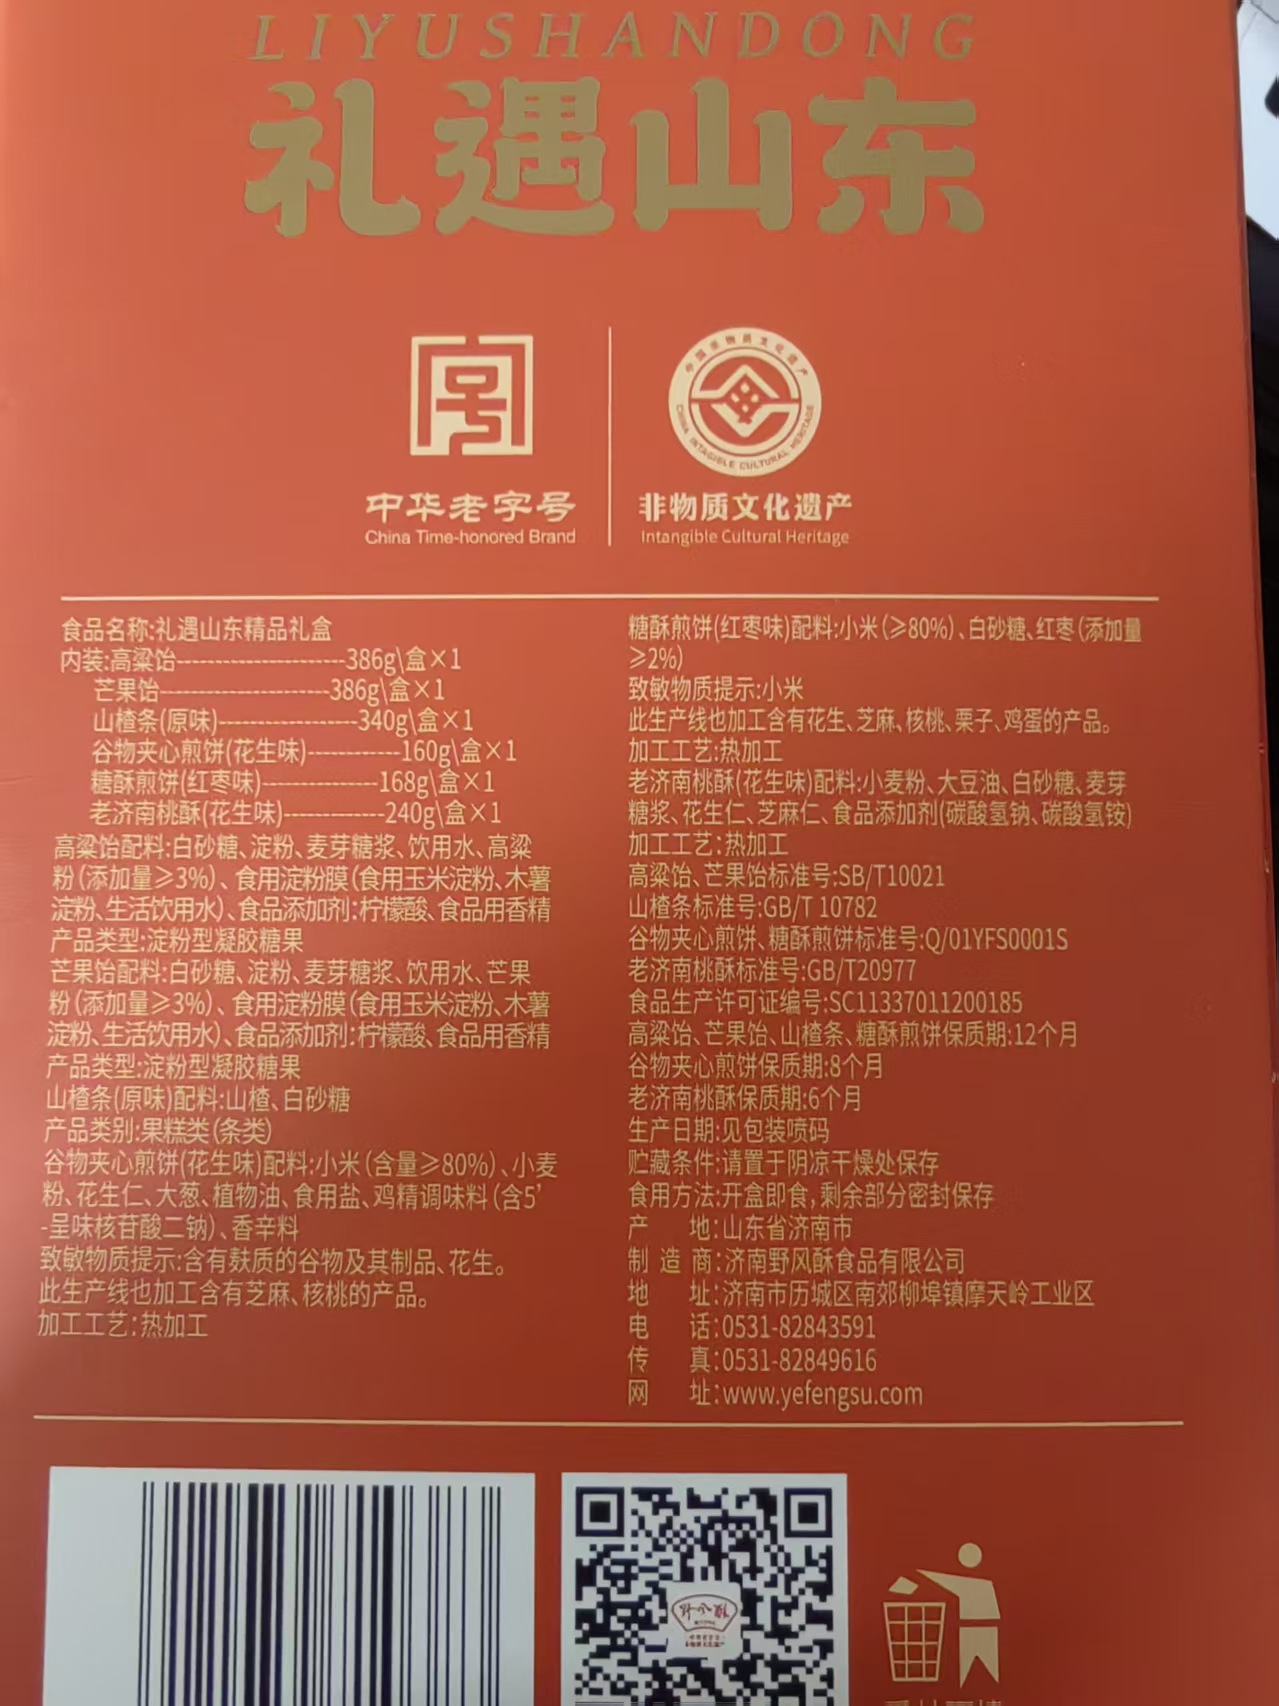 LIYUSHANDONG
礼遇山东
中国非物质文化遗产
CHINA INTAGIBLE CULTURAL HERITAGE
中华老字号
China Time-honored Brand
非物质文化遗产
Intangible Cultural Heritage
食品名称:礼遇山东精品礼盒
内装:高粱饴----------------------386g\盒×1
芒果饴----------------------386g\盒×1
山楂条(原味)------------------340g\盒×1
谷物夹心煎饼(花生味)------------160g\盒×1
糖酥煎饼(红枣味)---------------168g\盒×1
老济南桃酥(花生味)-------------240g\盒×1
高粱饴配料:白砂糖、淀粉、麦芽糖浆、饮用水、高粱
粉(添加量≥3%)、食用淀粉膜(食用玉米淀粉、木薯
淀粉、生活饮用水)、食品添加剂:柠檬酸、食品用香精
产品类型:淀粉型凝胶糖果
芒果饴配料:白砂糖、淀粉、麦芽糖浆、饮用水、芒果
粉(添加量≥3%)、食用淀粉膜(食用玉米淀粉、木薯
淀粉、生活饮用水)、食品添加剂:柠檬酸、食品用香精
产品类型:淀粉型凝胶糖果
山楂条(原味)配料:山楂、白砂糖
产品类别:果糕类(条类)
谷物夹心煎饼(花生味)配料:小米(含量≥80%)、小麦
粉、花生仁、大葱、植物油、食用盐、鸡精调味料(含5'
-呈味核苷酸二钠)、香辛料
致敏物质提示:含有麸质的谷物及其制品、花生。
此生产线也加工含有芝麻、核桃的产品。
加工工艺:热加工
糖酥煎饼(红枣味)配料:小米(≥80%)、白砂糖、红枣(添加量
≥2%)
致敏物质提示:小米
此生产线也加工含有花生、芝麻、核桃、栗子、鸡蛋的产品。
加工工艺:热加工
老济南桃酥(花生味)配料:小麦粉、大豆油、白砂糖、麦芽
糖浆、花生仁、芝麻仁、食品添加剂(碳酸氢钠、碳酸氢铵)
加工工艺:热加工
高粱饴、芒果饴标准号:SB/T10021
山楂条标准号:GB/T 10782
谷物夹心煎饼、糖酥煎饼标准号:Q/01YFS0001S
老济南桃酥标准号:GB/T20977
食品生产许可证编号:SC11337011200185
高粱饴、芒果饴、山楂条、糖酥煎饼保质期:12个月
谷物夹心煎饼保质期:8个月
老济南桃酥保质期:6个月
生产日期:见包装喷码
贮藏条件:请置于阴凉干燥处保存
食用方法:开盒即食,剩余部分密封保存
产 地:山东省济南市
制造商:济南野风酥食品有限公司
地 址:济南市历城区南郊柳埠镇摩天岭工业区
电 话:0531-82843591
传 真:0531-82849616
网 址:www.yefengsu.com
野风酥